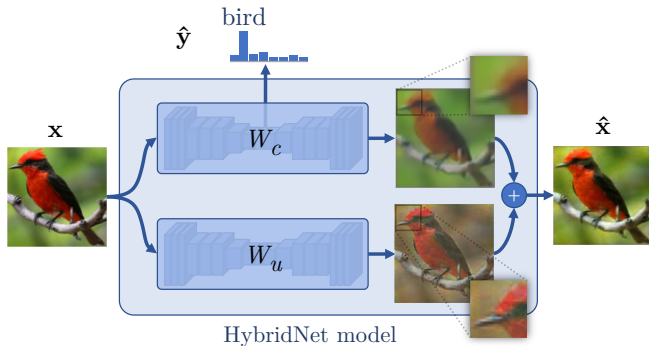 bird
ŷ
x
W_c
x̂
+
W_u
HybridNet model